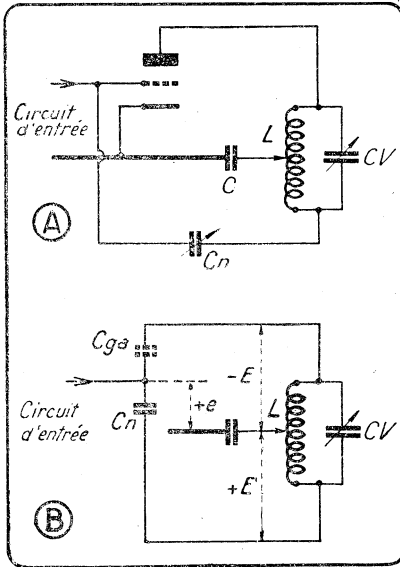 Circuit
d'entrée
L
CV
C
A
Cn
Cga
-E
+e
Circuit
d'entrée
Cn
L
CV
+E
B